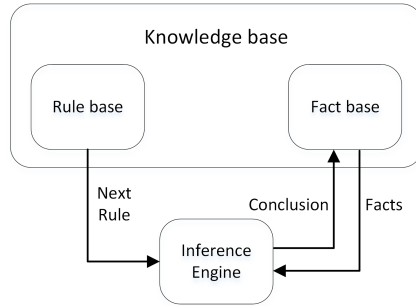 Knowledge base
Rule base
Fact base
Next
Rule
Conclusion
Facts
Inference
Engine